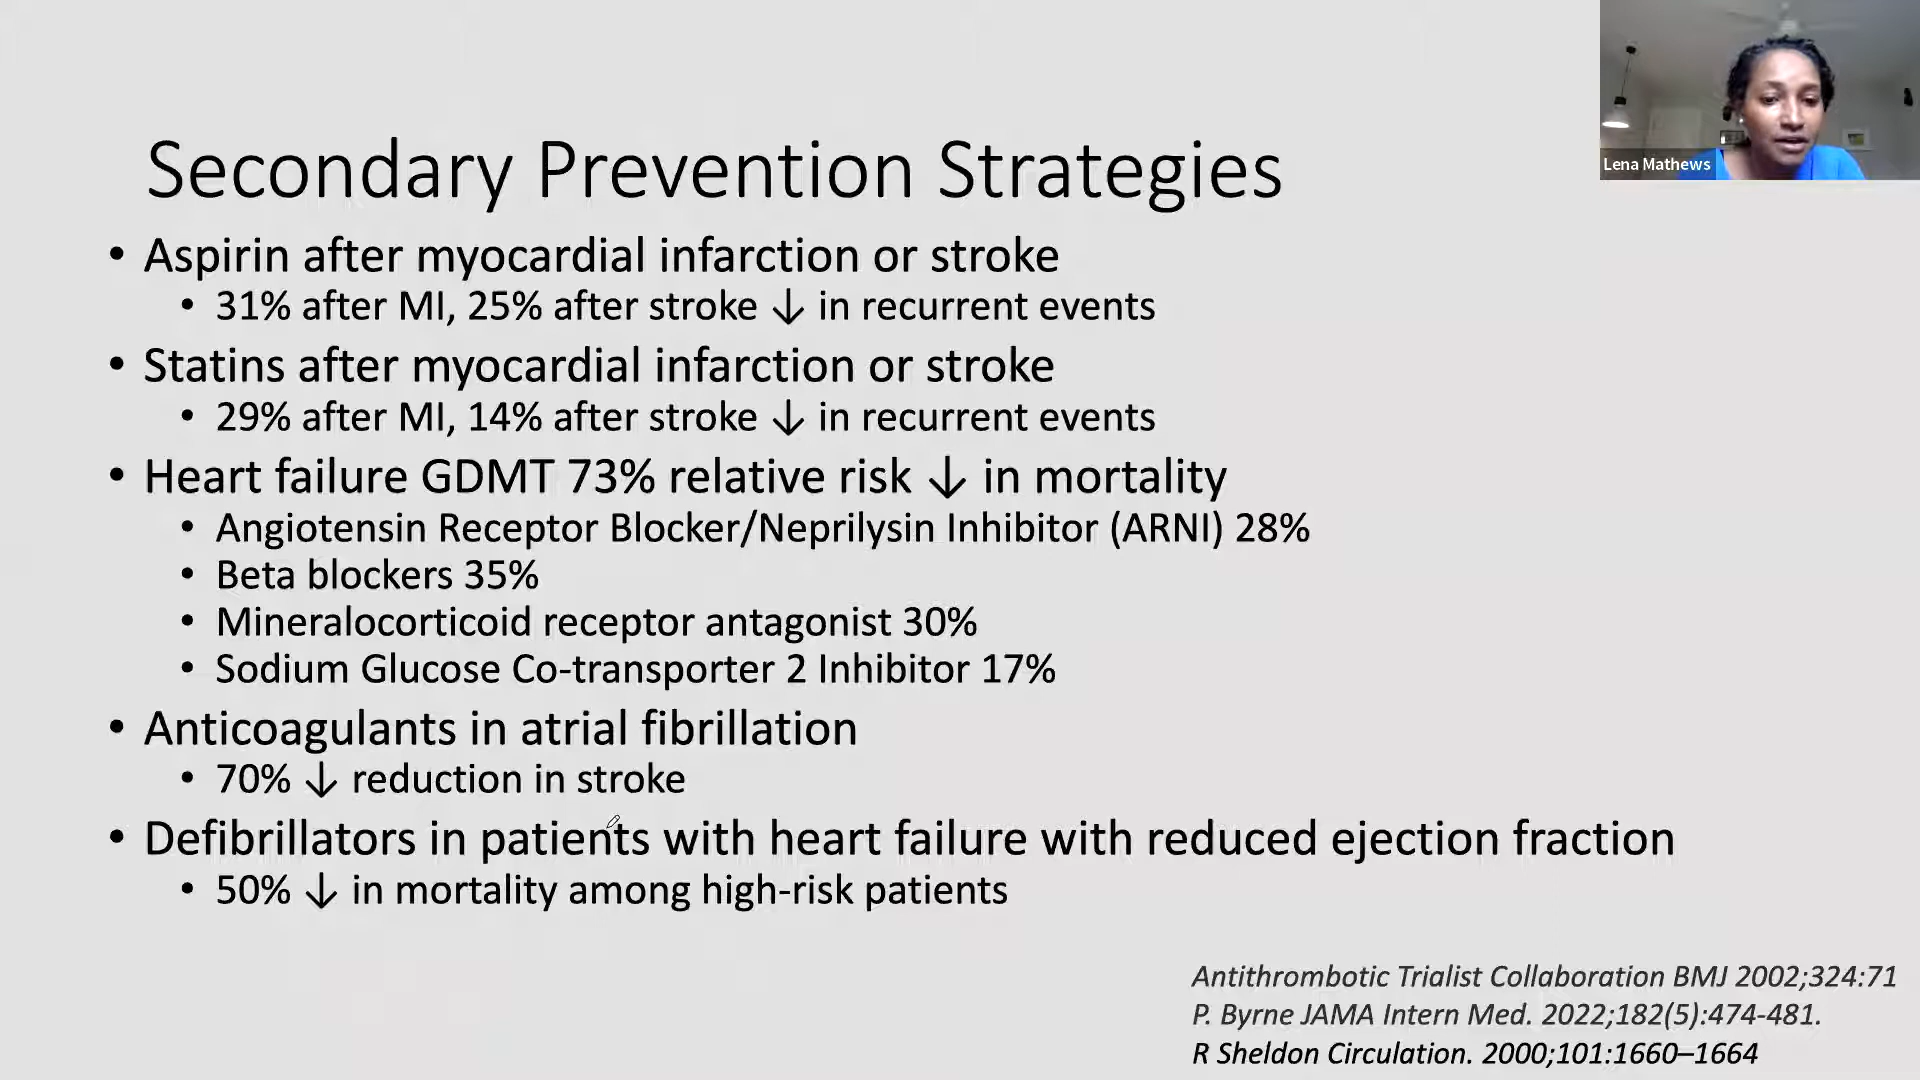 Lena Mathews
Secondary Prevention Strategies
• Aspirin after myocardial infarction or stroke
• 31% after MI, 25% after stroke ↓ in recurrent events
• Statins after myocardial infarction or stroke
• 29% after MI, 14% after stroke ↓ in recurrent events
• Heart failure GDMT 73% relative risk ↓ in mortality
• Angiotensin Receptor Blocker/Neprilysin Inhibitor (ARNI) 28%
• Beta blockers 35%
• Mineralocorticoid receptor antagonist 30%
• Sodium Glucose Co-transporter 2 Inhibitor 17%
• Anticoagulants in atrial fibrillation
• 70% ↓ reduction in stroke
• Defibrillators in patients with heart failure with reduced ejection fraction
• 50% ↓ in mortality among high-risk patients
Antithrombotic Trialist Collaboration BMJ 2002;324:71
P. Byrne JAMA Intern Med. 2022;182(5):474-481.
R Sheldon Circulation. 2000;101:1660–1664